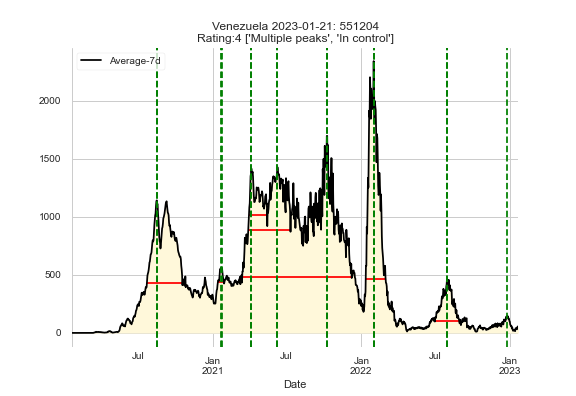 Venezuela 2023-01-21: 551204
Rating:4 ['Multiple peaks', 'In control']
Average-7d
2000
1500
1000
500
0
Jul
Jan
2021
Jul
Jan
2022
Jul
Jan
2023
Date